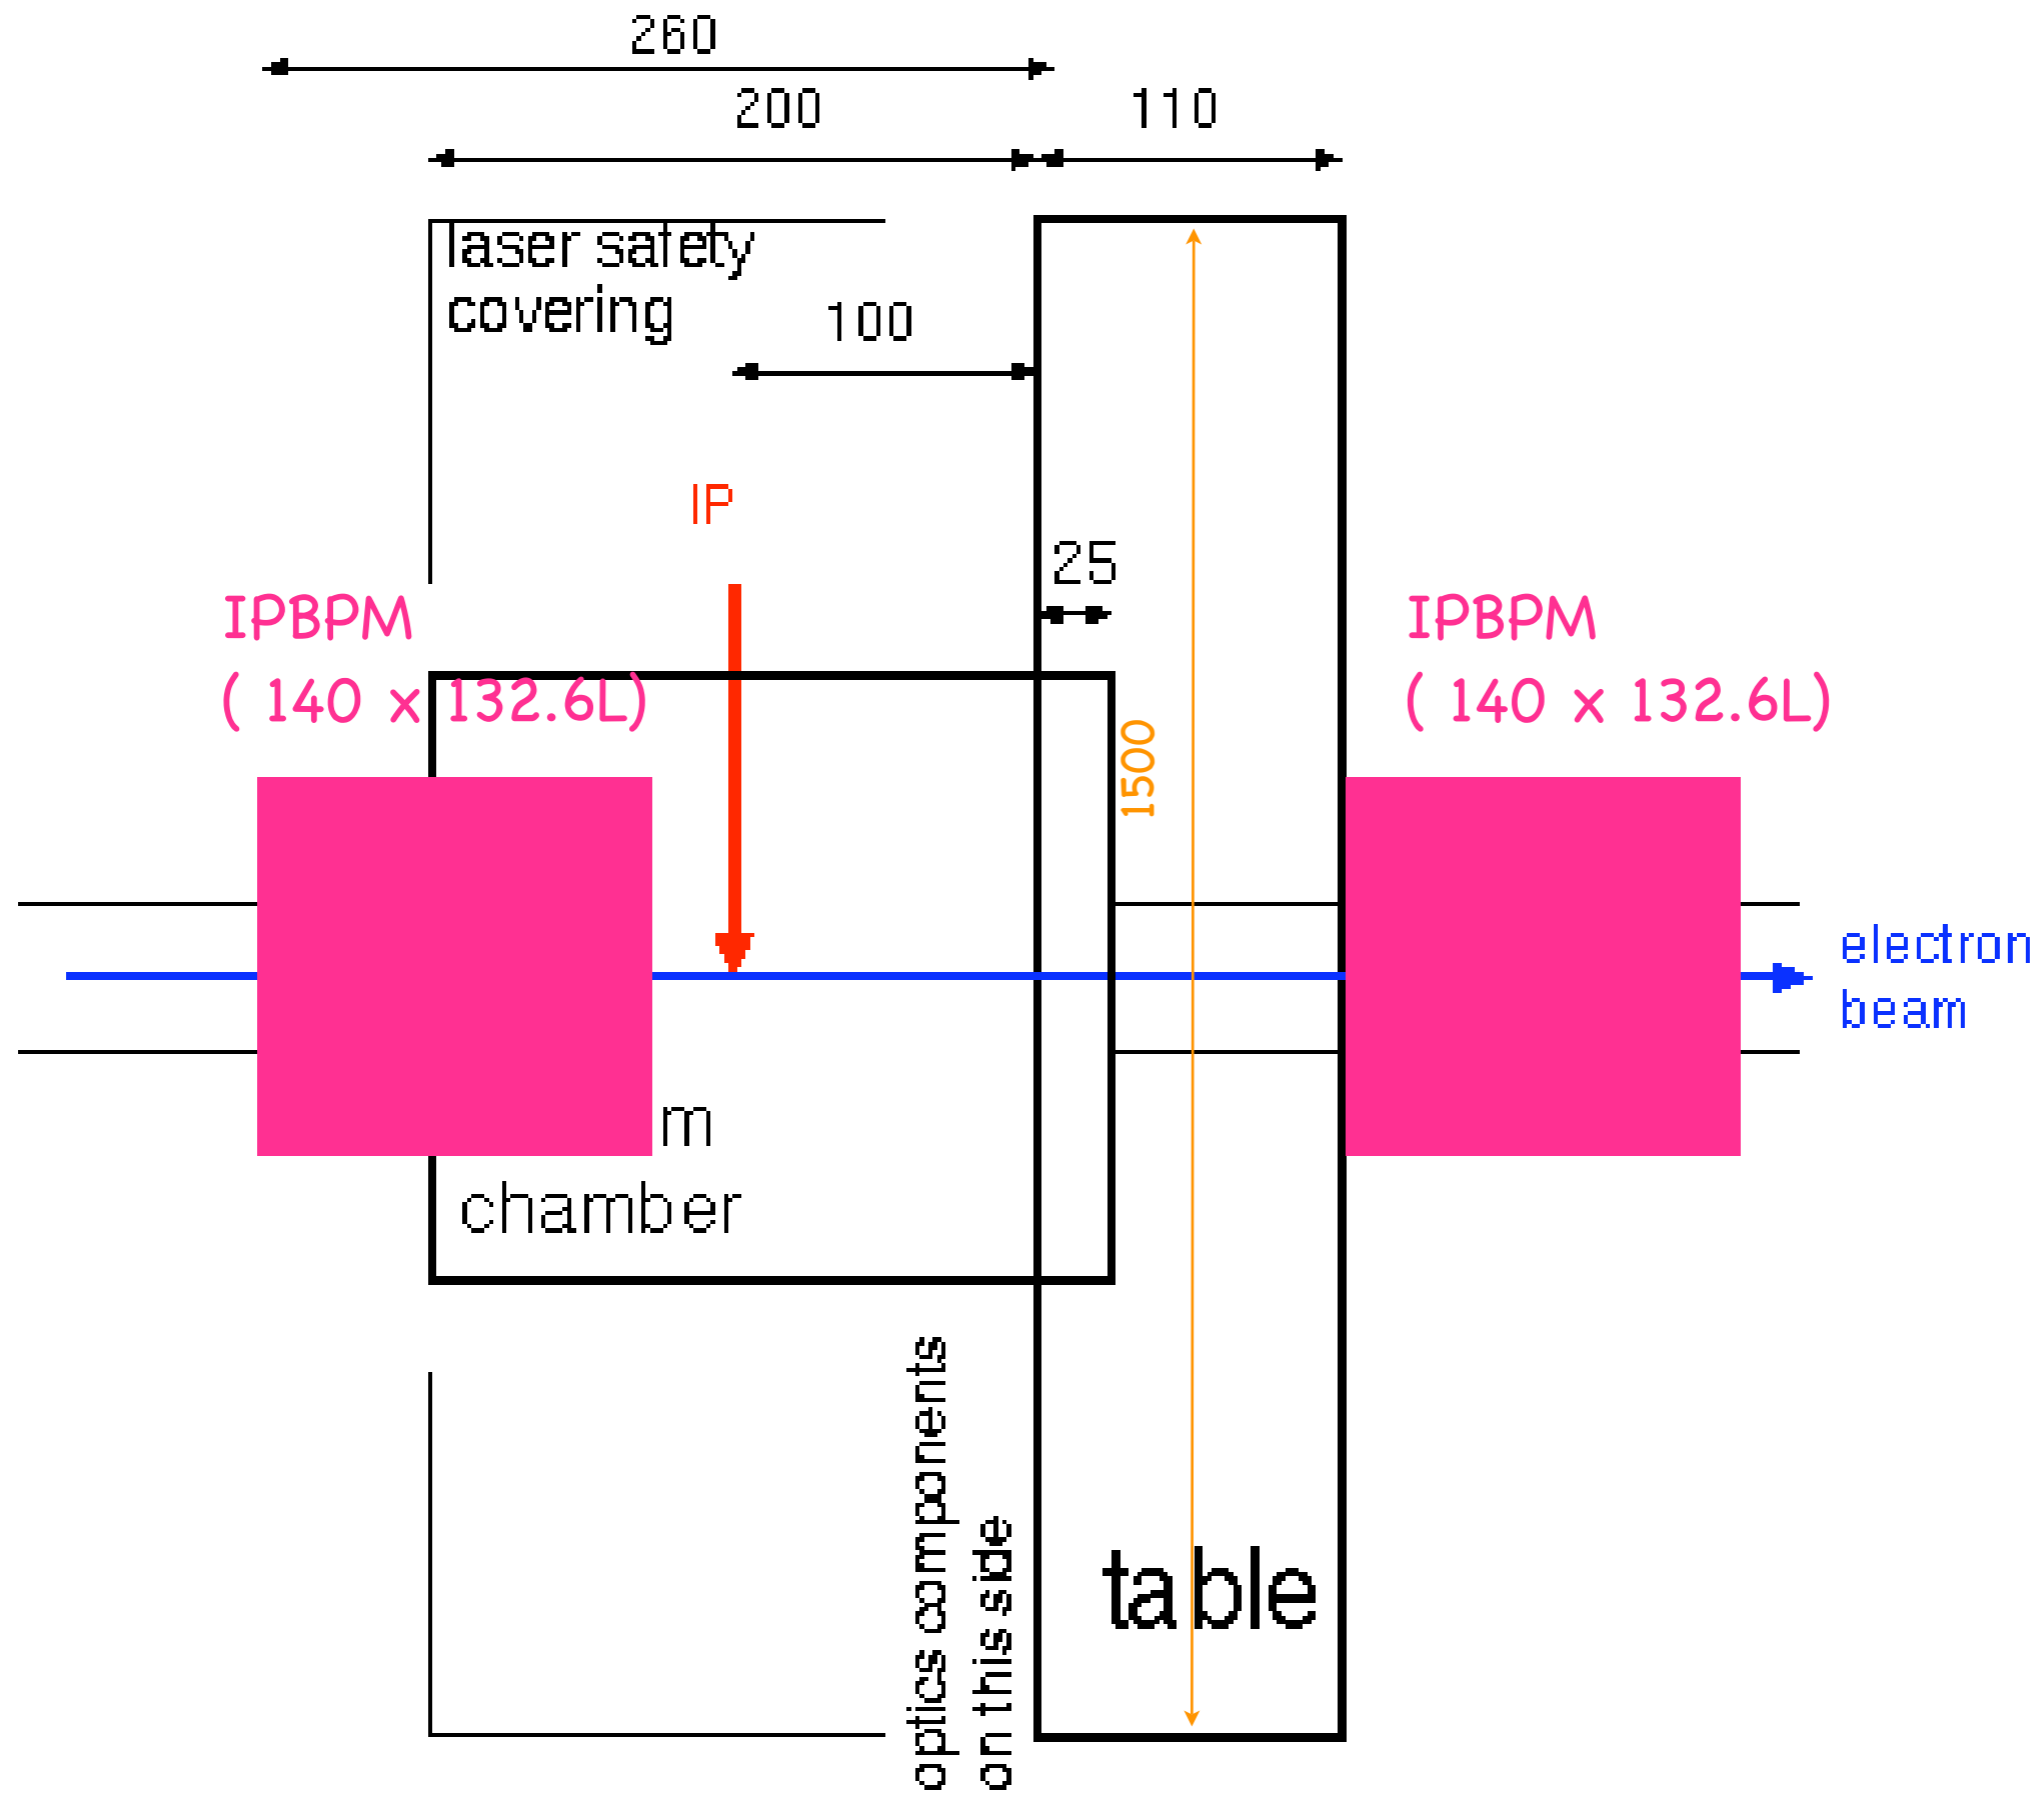 260
200
110
laser safety
covering
100
IP
25
IPBPM
( 140 x 132.6L)
IPBPM
( 140 x 132.6L)
1500
electron
beam
m
chamber
optics components
on this side
table